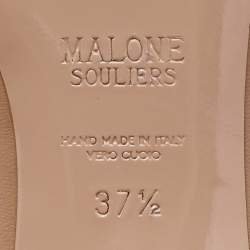 MALONE
SOULIERS
HAND MADE IN ITALY
VERO CUOIO
37½